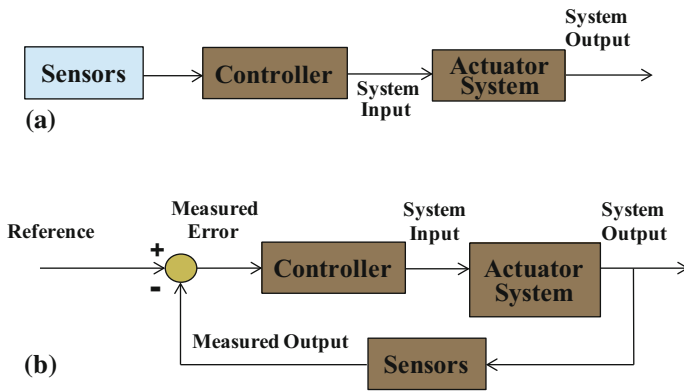 System
Output
Sensors
Controller
Actuator
System
System
Input
(a)
Measured
Error
System
Input
System
Output
Reference
+
-
Controller
Actuator
System
Measured Output
Sensors
(b)